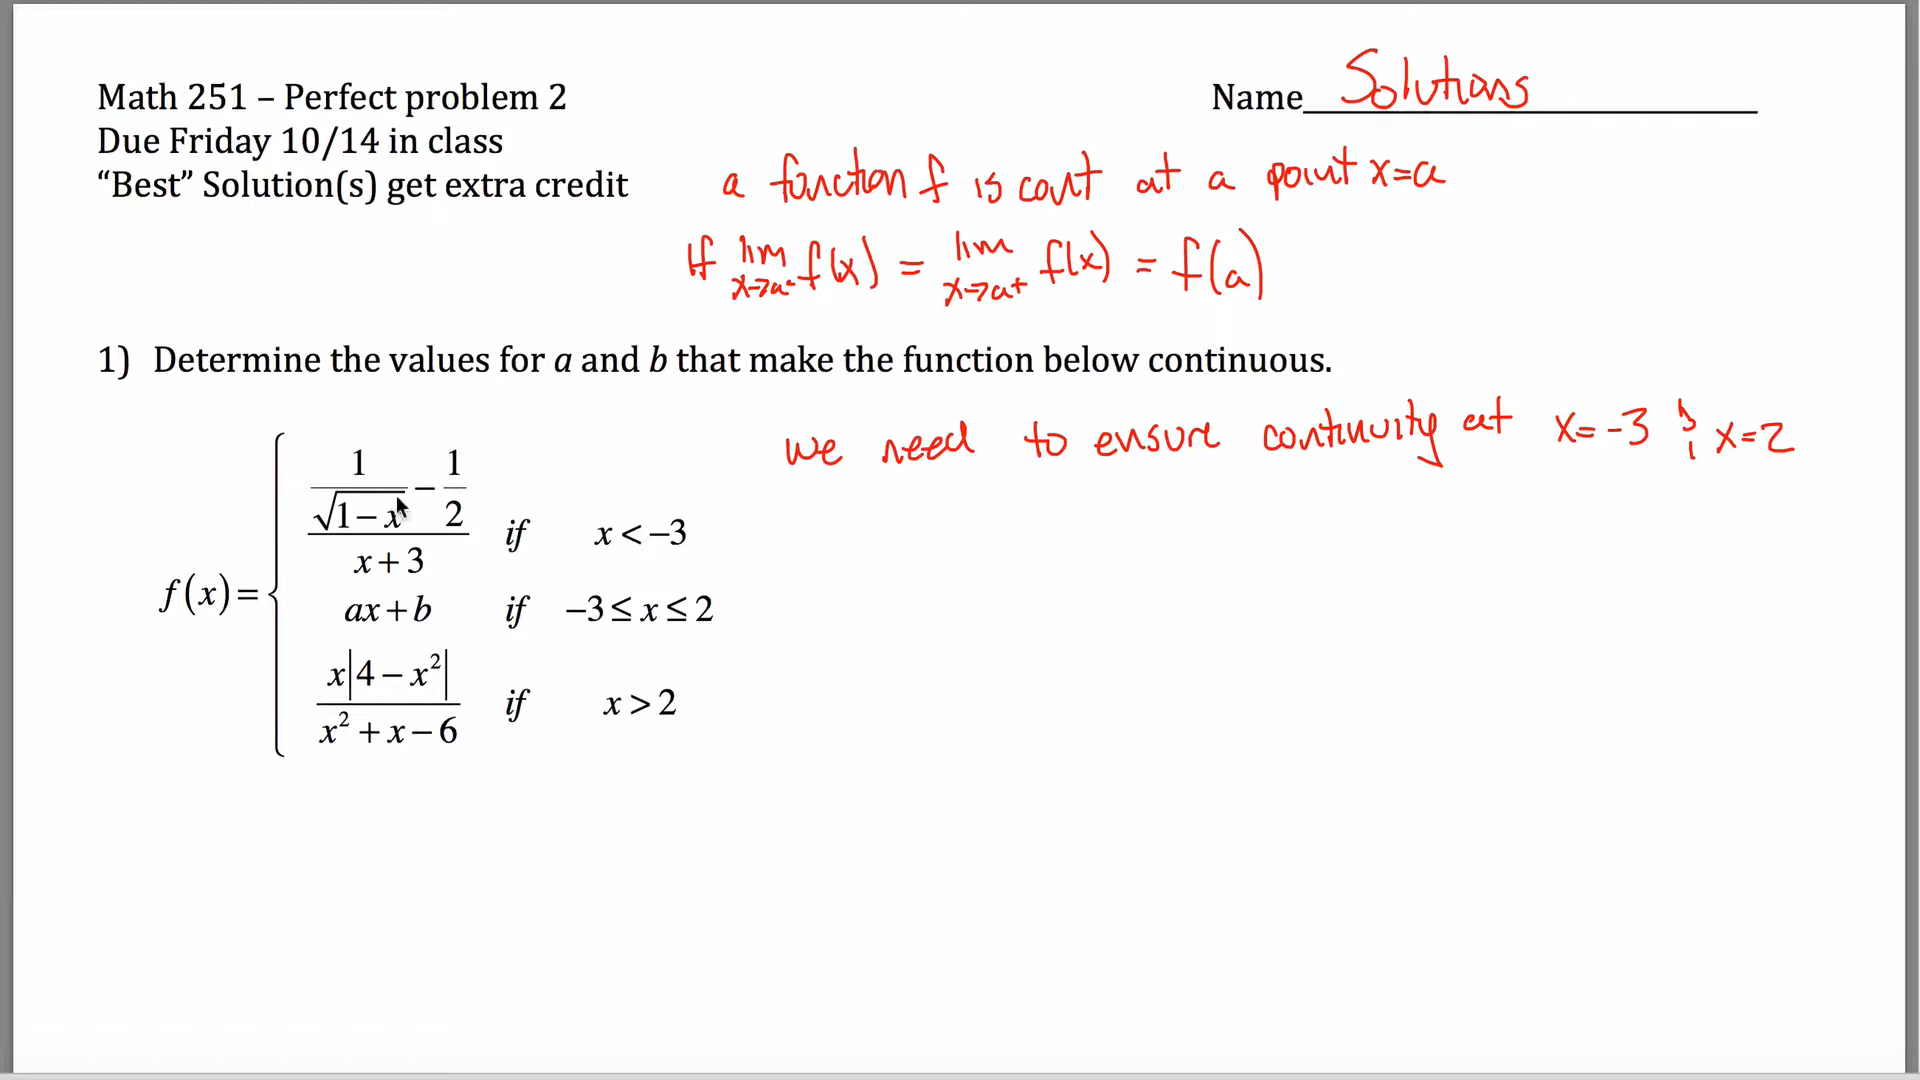 Math 251 – Perfect problem 2
Name Solutions
Due Friday 10/14 in class
“Best” Solution(s) get extra credit
a function f is cont at a point x=a
If lim x→a⁻ f(x) = lim x→a⁺ f(x) = f(a)
1) Determine the values for a and b that make the function below continuous.
we need to ensure continuity at x=-3 & x=2
f(x) = {
(1/√(1−x) − 1/2)/(x+3) if x < −3
ax+b if −3 ≤ x ≤ 2
x|4−x²|/(x²+x−6) if x > 2